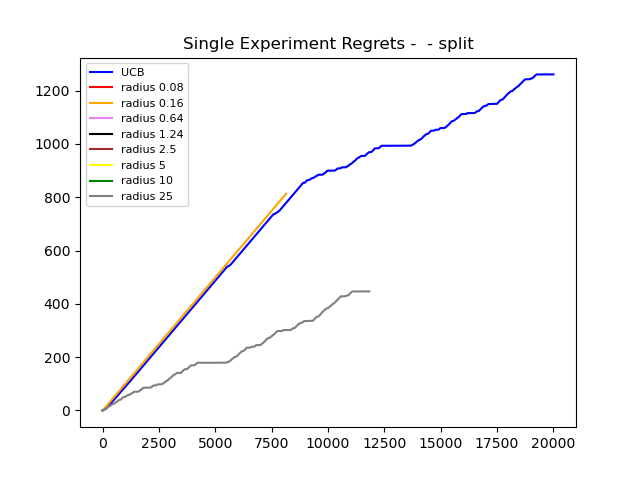 Single Experiment Regrets -  - split
UCB
radius 0.08
radius 0.16
radius 0.64
radius 1.24
radius 2.5
radius 5
radius 10
radius 25
1200
1000
800
600
400
200
0
0 2500 5000 7500 10000 12500 15000 17500 20000